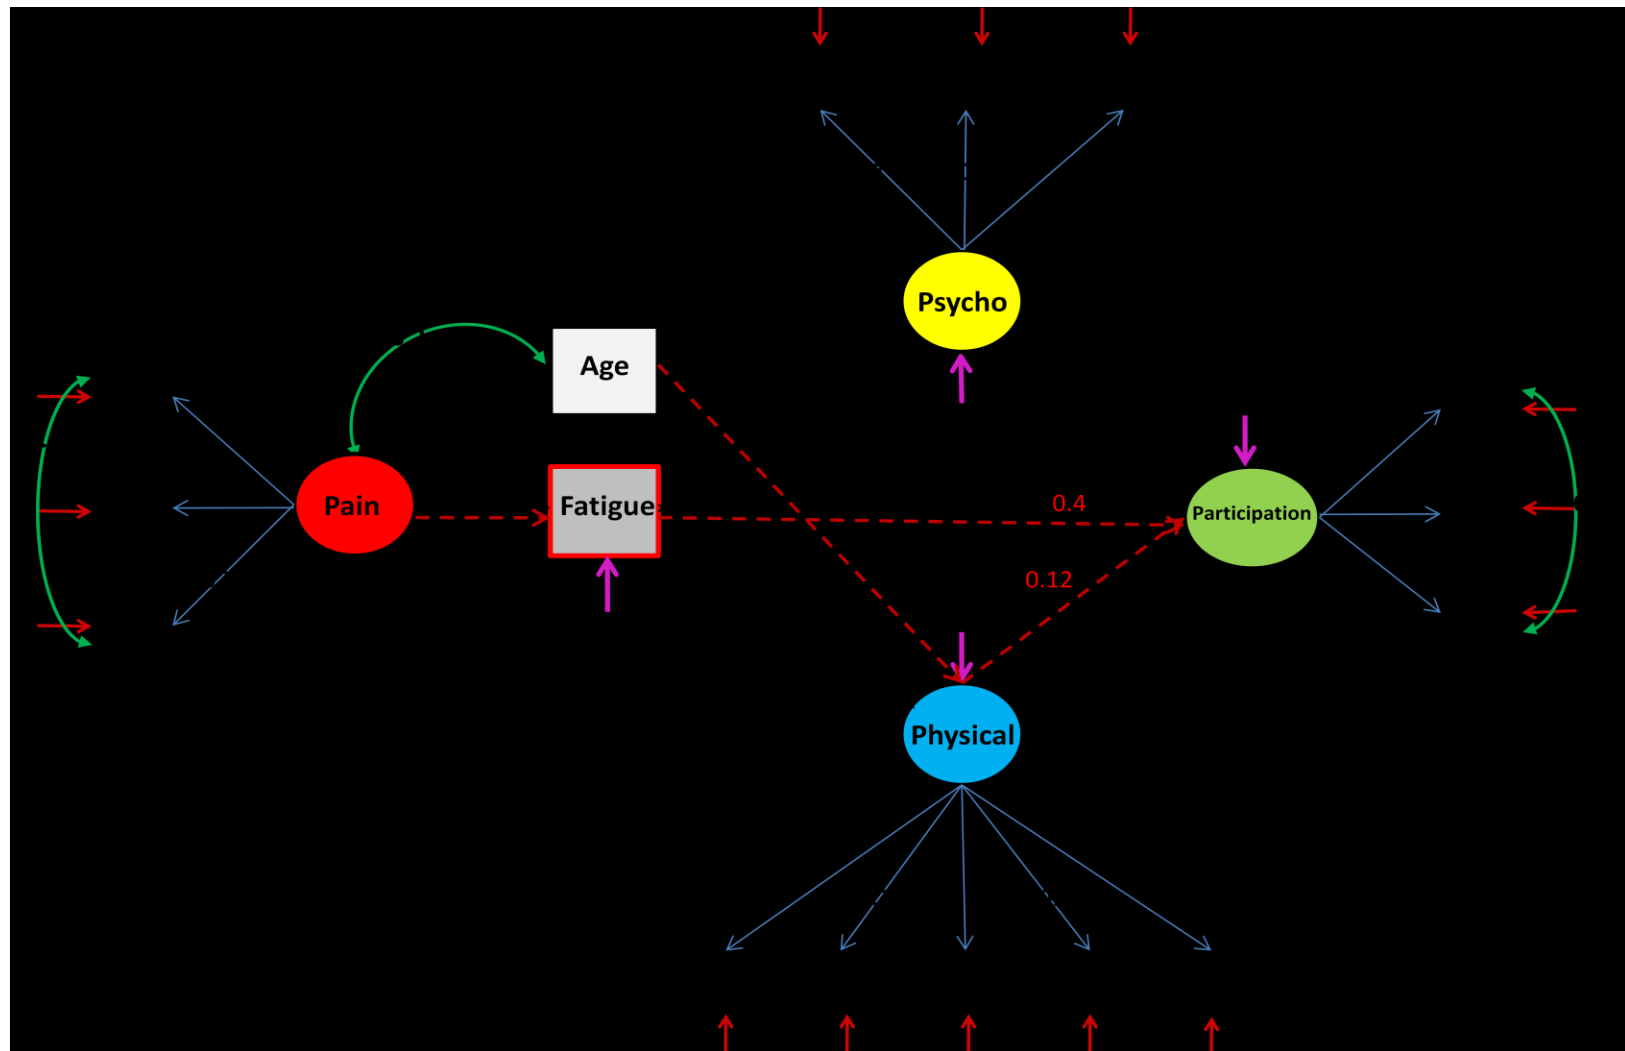 Psycho
Age
Pain
Fatigue
0.4
Participation
0.12
Physical